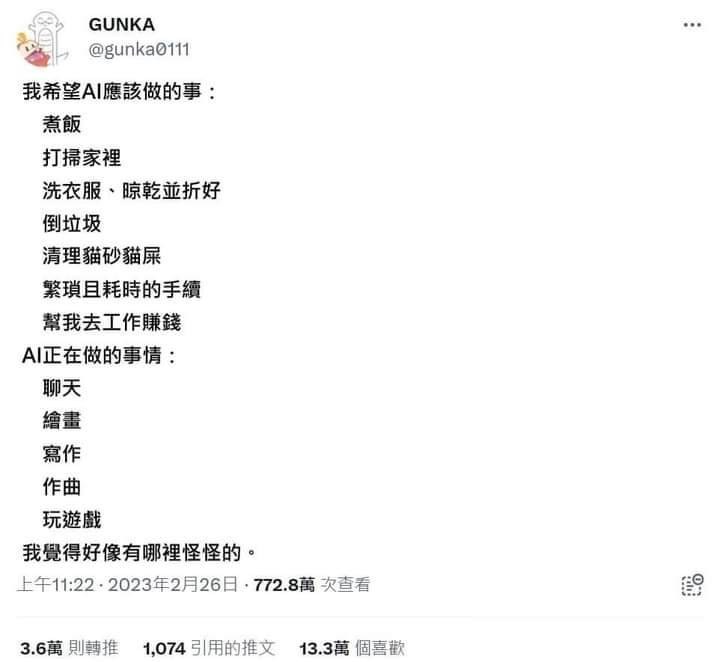 GUNKA
@gunka0111
我希望AI應該做的事：
煮飯
打掃家裡
洗衣服、晾乾並折好
倒垃圾
清理貓砂貓屎
繁瑣且耗時的手續
幫我去工作賺錢
AI正在做的事情：
聊天
繪畫
寫作
作曲
玩遊戲
我覺得好像有哪裡怪怪的。
上午11:22 · 2023年2月26日 · 772.8萬 次查看
3.6萬 則轉推 1,074 引用的推文 13.3萬 個喜歡